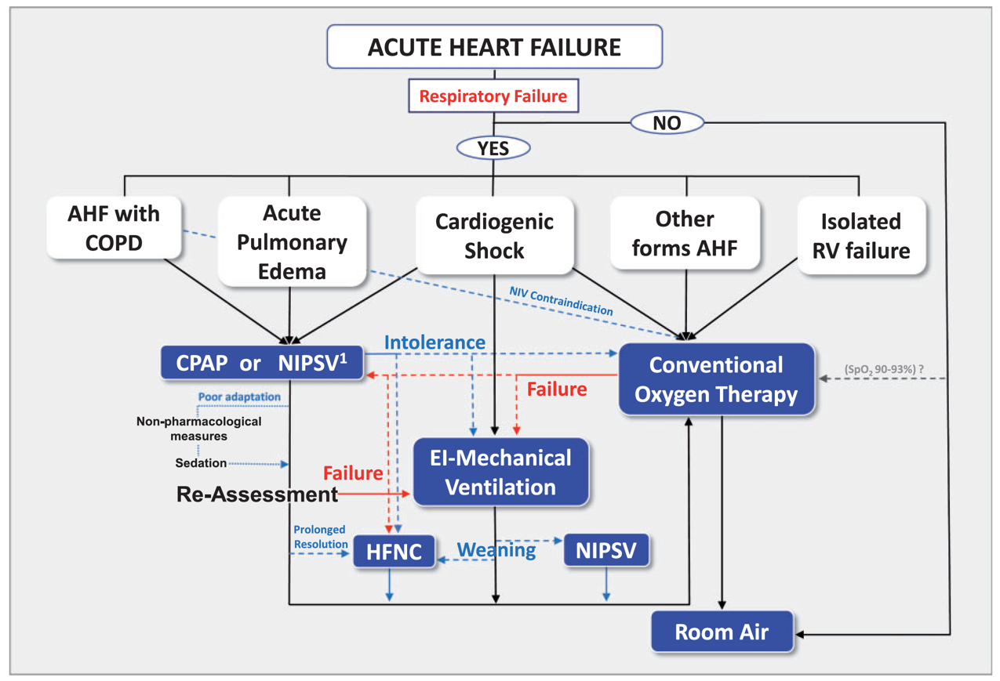 ACUTE HEART FAILURE
Respiratory Failure
NO
YES
AHF with
COPD
Acute
Pulmonary
Edema
Cardiogenic
Shock
Other
forms AHF
Isolated
RV failure
NIV Contraindication
CPAP or NIPSV¹
Intolerance
Conventional
Oxygen Therapy
(SpO₂ 90-93%) ?
Failure
Poor adaptation
Non-pharmacological
measures
Sedation
EI-Mechanical
Ventilation
Failure
Re-Assessment
Prolonged
Resolution
HFNC
Weaning
NIPSV
Room Air